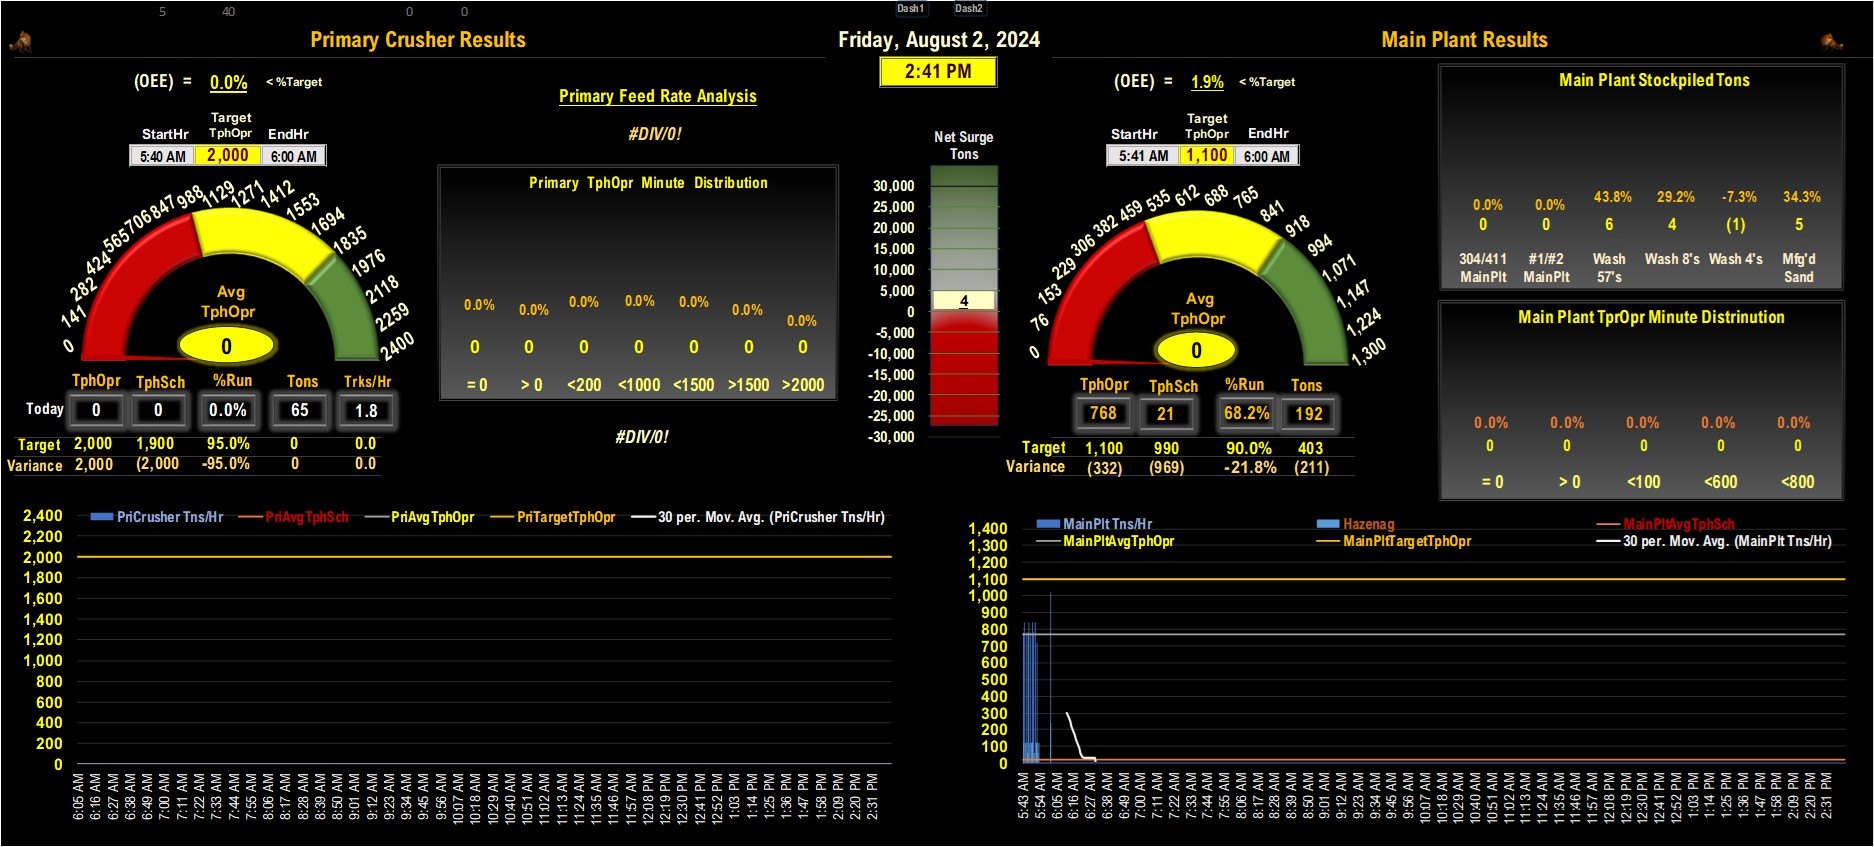 5 40 0 0 Dash1 Dash2
Primary Crusher Results
Friday, August 2, 2024
Main Plant Results
2:41 PM
(OEE) = 0.0% < %Target
Primary Feed Rate Analysis
#DIV/0!
Target
StartHr TphOpr EndHr
5:40 AM 2,000 6:00 AM
0 141 282 424 565 706 847 988 1129 1271 1412 1553 1694 1835 1976 2118 2259 2400
Avg
TphOpr
0
TphOpr TphSch %Run Tons Trks/Hr
Today 0 0 0.0% 65 1.8
Target 2,000 1,900 95.0% 0 0.0
Variance 2,000 (2,000 -95.0% 0 0.0
Primary TphOpr Minute Distribution
0.0% 0.0% 0.0% 0.0% 0.0% 0.0% 0.0%
0 0 0 0 0 0 0
= 0 > 0 <200 <1000 <1500 >1500 >2000
#DIV/0!
Net Surge
Tons
30,000
25,000
20,000
15,000
10,000
5,000
4
0
-5,000
-10,000
-15,000
-20,000
-25,000
-30,000
(OEE) = 1.9% < %Target
Target
StartHr TphOpr EndHr
5:41 AM 1,100 6:00 AM
0 76 153 229 306 382 459 535 612 688 765 841 918 994 1,071 1,147 1,224 1,300
Avg
TphOpr
0
TphOpr TphSch %Run Tons
768 21 68.2% 192
Target 1,100 990 90.0% 403
Variance (332) (969) -21.8% (211)
Main Plant Stockpiled Tons
0.0% 0.0% 43.8% 29.2% -7.3% 34.3%
0 0 6 4 (1) 5
304/411 #1/#2 Wash Wash 8's Wash 4's Mfg'd
MainPlt MainPlt 57's Sand
Main Plant TprOpr Minute Distrinution
0.0% 0.0% 0.0% 0.0% 0.0%
0 0 0 0 0
= 0 > 0 <100 <600 <800
PriCrusher Tns/Hr PriAvgTphSch PriAvgTphOpr PriTargetTphOpr 30 per. Mov. Avg. (PriCrusher Tns/Hr)
2,400
2,200
2,000
1,800
1,600
1,400
1,200
1,000
800
600
400
200
0
6:05 AM 6:16 AM 6:27 AM 6:38 AM 6:49 AM 7:00 AM 7:11 AM 7:22 AM 7:33 AM 7:44 AM 7:55 AM 8:06 AM 8:17 AM 8:28 AM 8:39 AM 8:50 AM 9:01 AM 9:12 AM 9:23 AM 9:34 AM 9:45 AM 9:56 AM 10:07 AM 10:18 AM 10:29 AM 10:40 AM 10:51 AM 11:02 AM 11:13 AM 11:24 AM 11:35 AM 11:46 AM 11:57 AM 12:08 PM 12:19 PM 12:30 PM 12:41 PM 12:52 PM 1:03 PM 1:14 PM 1:25 PM 1:36 PM 1:47 PM 1:58 PM 2:09 PM 2:20 PM 2:31 PM
MainPlt Tns/Hr Hazenag MainPltAvgTphSch
MainPltAvgTphOpr MainPltTargetTphOpr 30 per. Mov. Avg. (MainPlt Tns/Hr)
1,400
1,300
1,200
1,100
1,000
900
800
700
600
500
400
300
200
100
0
5:43 AM 5:54 AM 6:05 AM 6:16 AM 6:27 AM 6:38 AM 6:49 AM 7:00 AM 7:11 AM 7:22 AM 7:33 AM 7:44 AM 7:55 AM 8:06 AM 8:17 AM 8:28 AM 8:39 AM 8:50 AM 9:01 AM 9:12 AM 9:23 AM 9:34 AM 9:45 AM 9:56 AM 10:07 AM 10:18 AM 10:29 AM 10:40 AM 10:51 AM 11:02 AM 11:13 AM 11:24 AM 11:35 AM 11:46 AM 11:57 AM 12:08 PM 12:19 PM 12:30 PM 12:41 PM 12:52 PM 1:03 PM 1:14 PM 1:25 PM 1:36 PM 1:47 PM 1:58 PM 2:09 PM 2:20 PM 2:31 PM